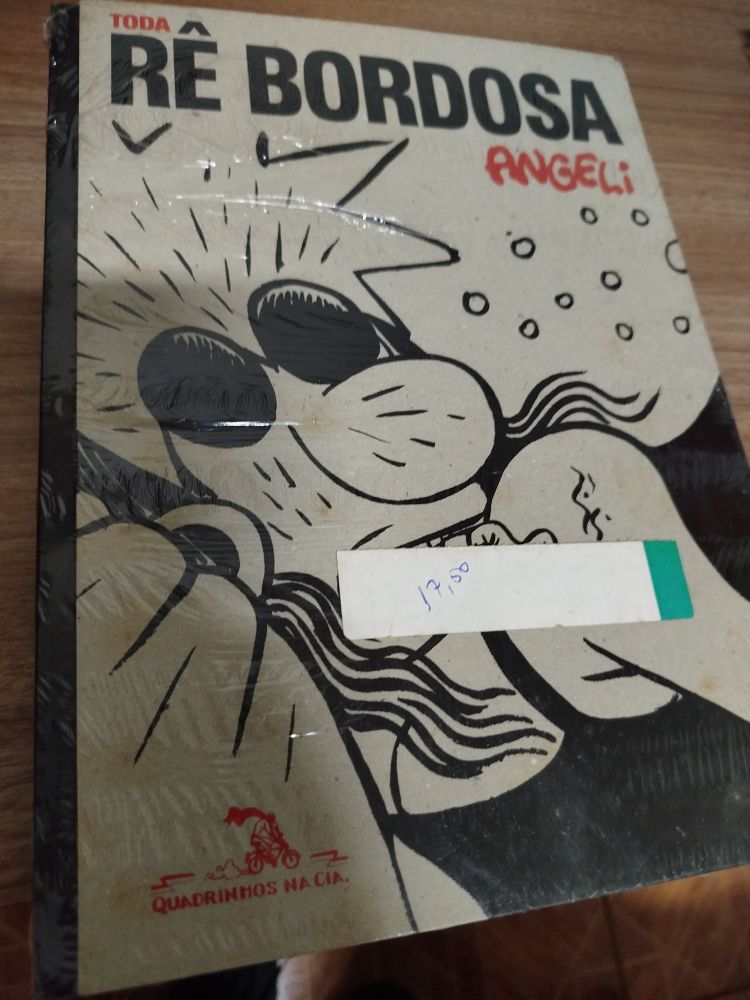 TODA
RÊ BORDOSA
ANGELi
17,50
QUADRINHOS NA CIA.